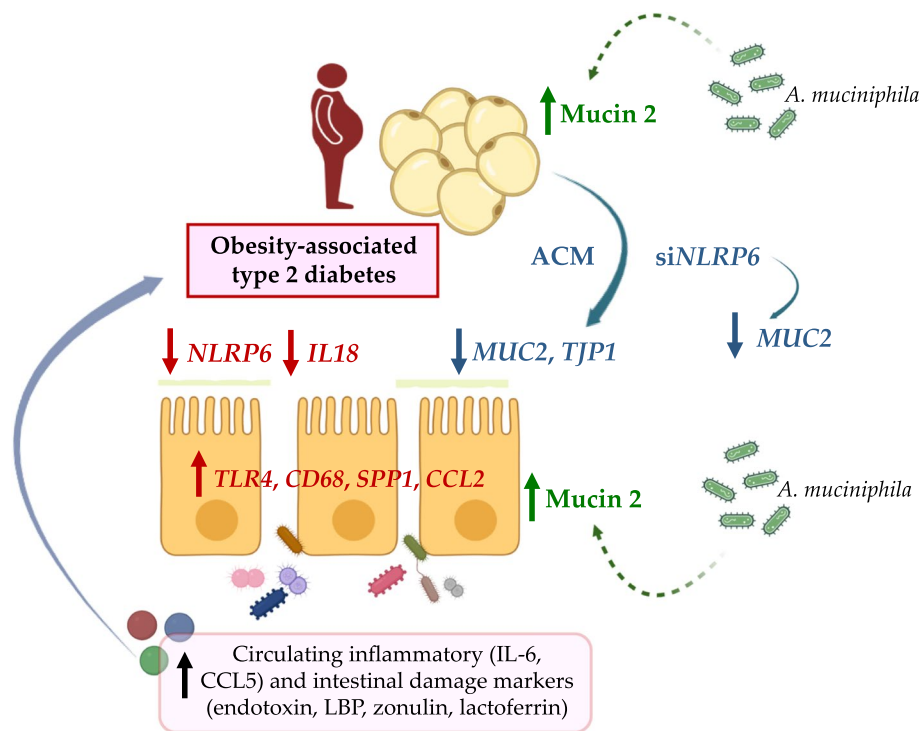 Mucin 2
A. muciniphila
Obesity-associated
type 2 diabetes
ACM
siNLRP6
NLRP6
IL18
MUC2, TJP1
MUC2
TLR4, CD68, SPP1, CCL2
Mucin 2
A. muciniphila
Circulating inflammatory (IL-6,
CCL5) and intestinal damage markers
(endotoxin, LBP, zonulin, lactoferrin)